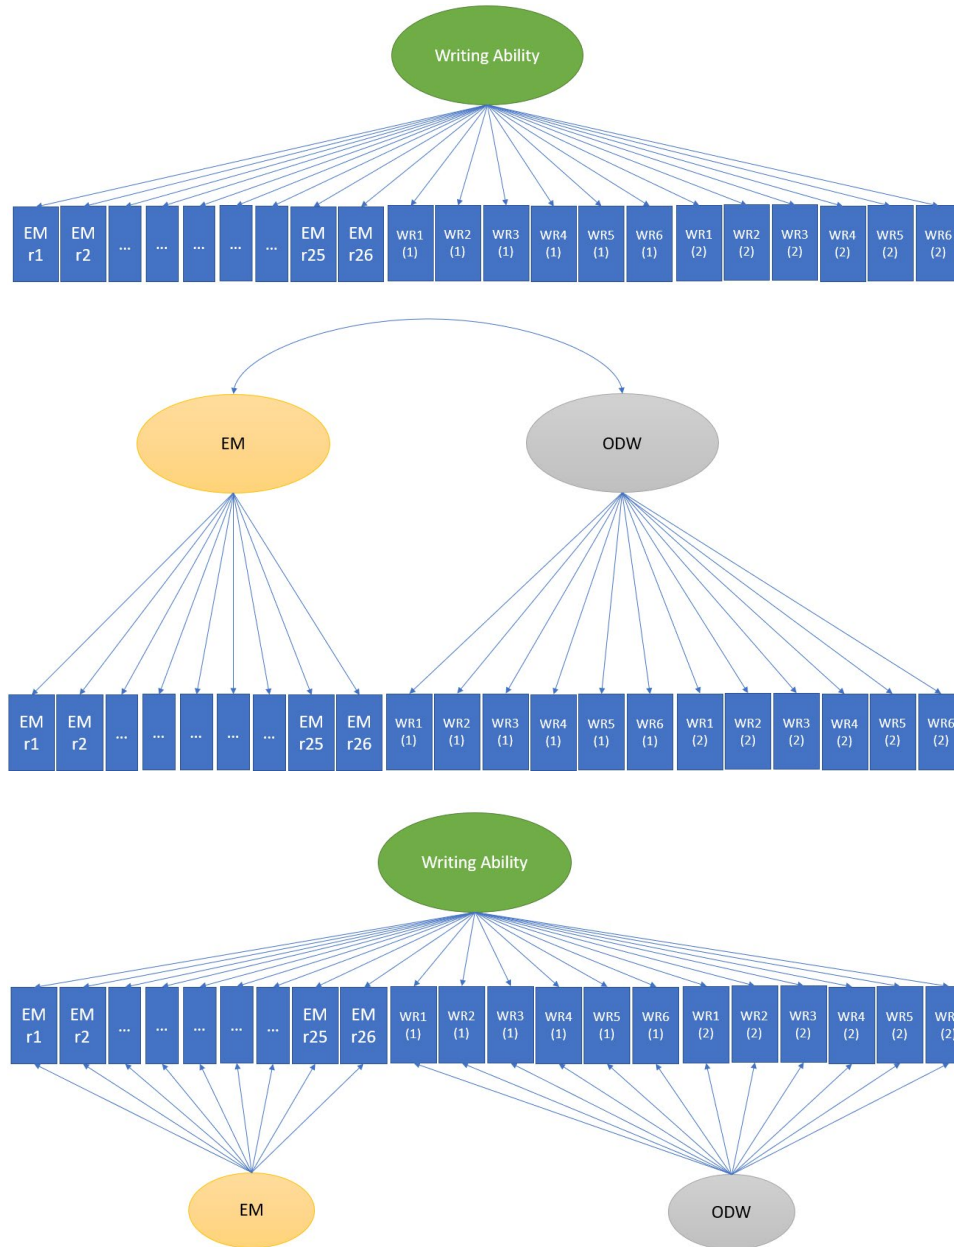 Writing Ability
EM r1 EM r2 ... ... ... ... ... EM r25 EM r26 WR1 (1) WR2 (1) WR3 (1) WR4 (1) WR5 (1) WR6 (1) WR1 (2) WR2 (2) WR3 (2) WR4 (2) WR5 (2) WR6 (2)
EM ODW
EM r1 EM r2 ... ... ... ... ... EM r25 EM r26 WR1 (1) WR2 (1) WR3 (1) WR4 (1) WR5 (1) WR6 (1) WR1 (2) WR2 (2) WR3 (2) WR4 (2) WR5 (2) WR6 (2)
Writing Ability
EM r1 EM r2 ... ... ... ... ... EM r25 EM r26 WR1 (1) WR2 (1) WR3 (1) WR4 (1) WR5 (1) WR6 (1) WR1 (2) WR2 (2) WR3 (2) WR4 (2) WR5 (2) (2)
EM ODW